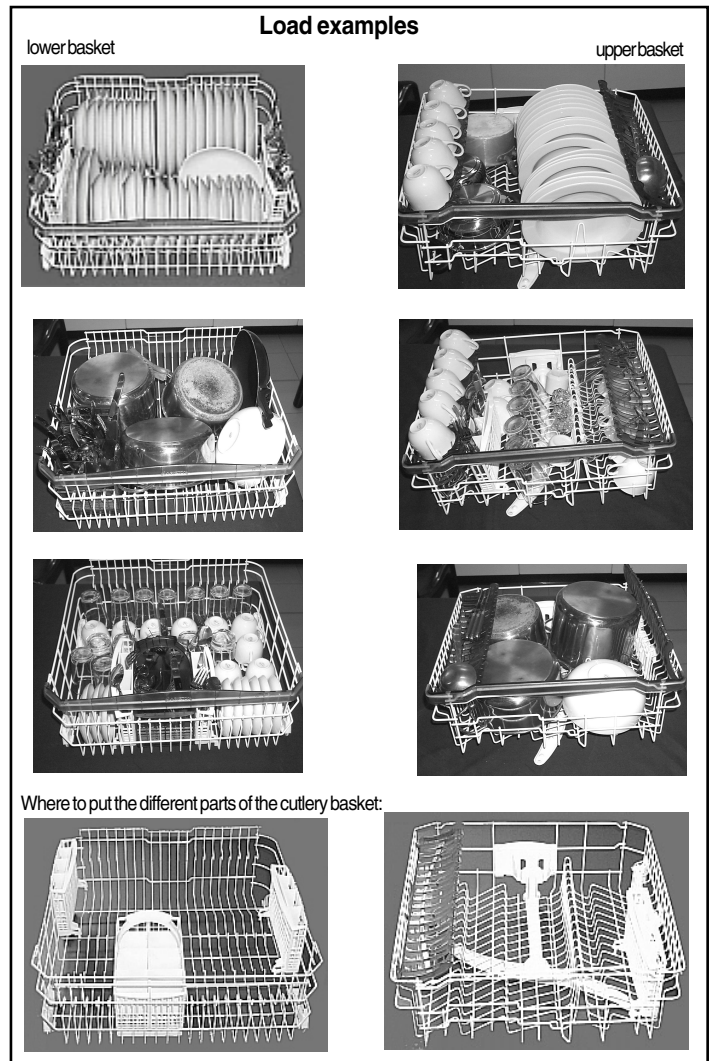 Load examples
lower basket
upper basket
Where to put the different parts of the cutlery basket: